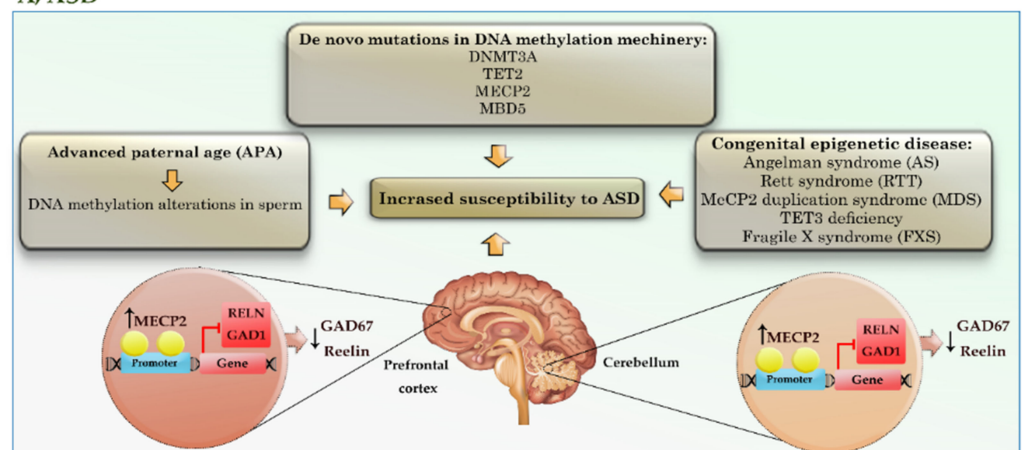 A) ASD
De novo mutations in DNA methylation mechinery:
DNMT3A
TET2
MECP2
MBD5
Advanced paternal age (APA)
DNA methylation alterations in sperm
Incrased susceptibility to ASD
Congenital epigenetic disease:
Angelman syndrome (AS)
Rett syndrome (RTT)
MeCP2 duplication syndrome (MDS)
TET3 deficiency
Fragile X syndrome (FXS)
↑MECP2
RELN
GAD1
Promoter
Gene
↓ GAD67
Reelin
Prefrontal
cortex
Cerebellum
↑MECP2
RELN
GAD1
Promoter
Gene
↓ GAD67
Reelin